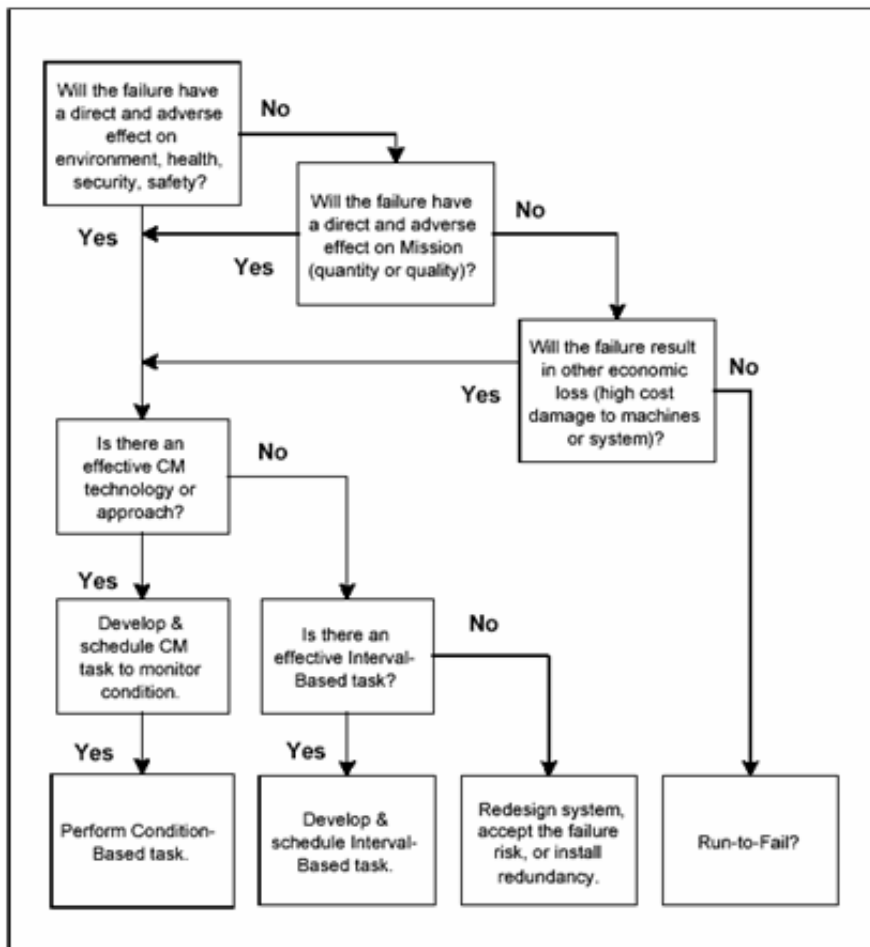 Will the failure have
a direct and adverse
effect on
environment, health,
security, safety?
No
Yes
Will the failure have
a direct and adverse
effect on Mission
(quantity or quality)?
No
Yes
Will the failure result
in other economic
loss (high cost
damage to machines
or system)?
No
Yes
Is there an
effective CM
technology or
approach?
No
Yes
Develop &
schedule CM
task to monitor
condition.
Is there an
effective Interval-
Based task?
No
Yes
Yes
Perform Condition-
Based task.
Develop &
schedule Interval-
Based task.
Redesign system,
accept the failure
risk, or install
redundancy.
Run-to-Fail?